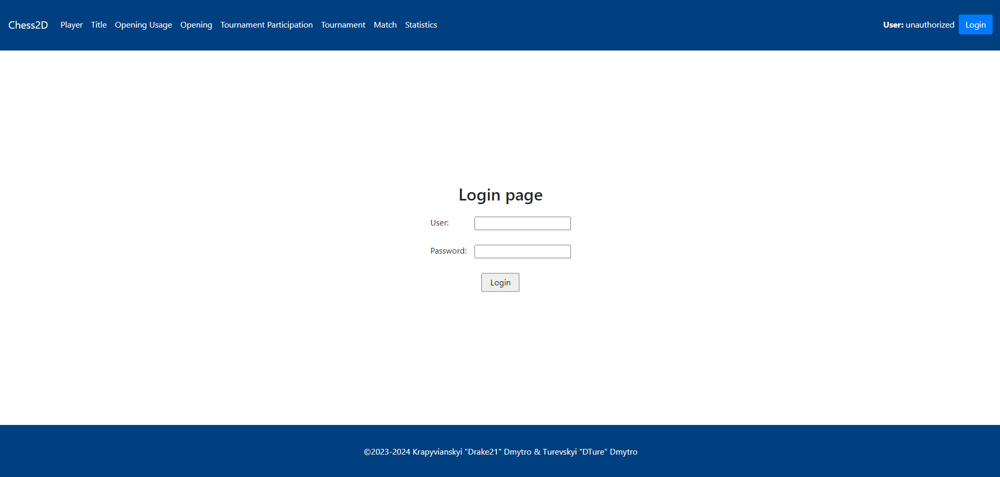 Chess2D Player Title Opening Usage Opening Tournament Participation Tournament Match Statistics User: unauthorized Login
Login page
User:
Password:
Login
©2023-2024 Krapyvianskyi "Drake21" Dmytro & Turevskyi "DTure" Dmytro